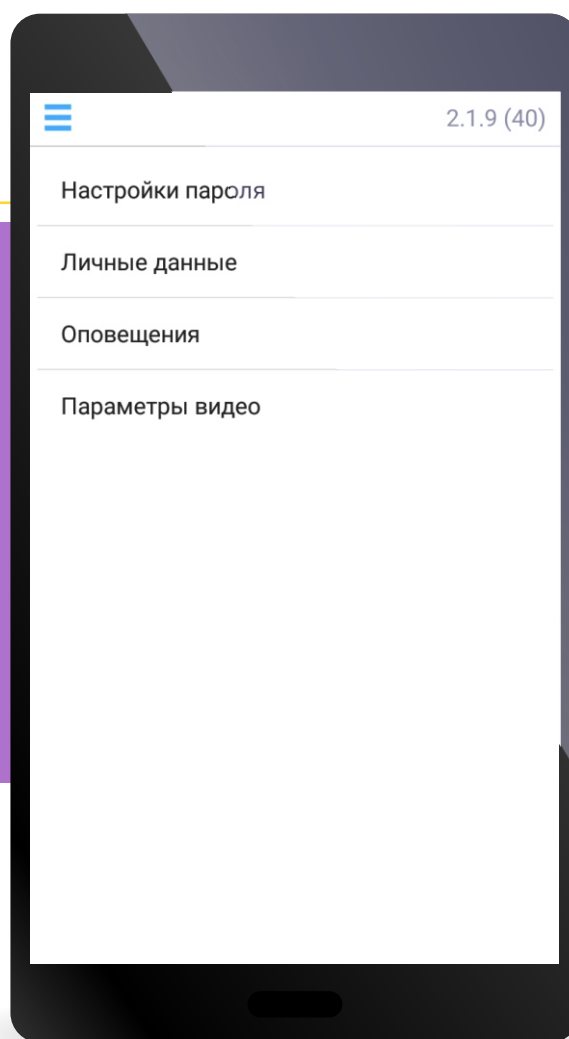 2.1.9 (40)
Настройки пароля
Личные данные
Оповещения
Параметры видео